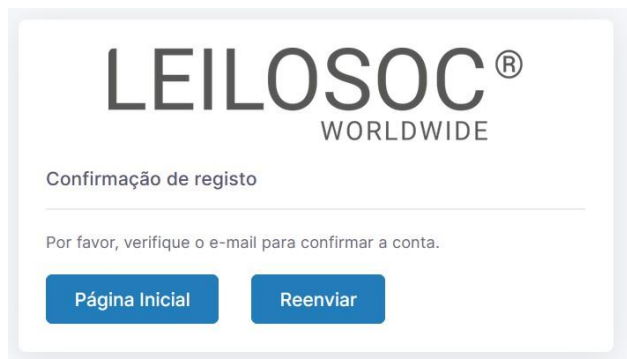 LEILOSOC®
WORLDWIDE
Confirmação de registo
Por favor, verifique o e-mail para confirmar a conta.
Página Inicial
Reenviar